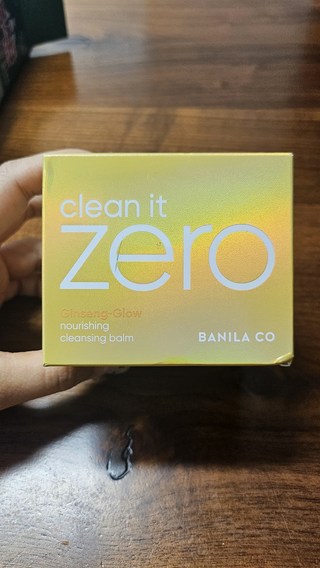 clean it
zero
Ginseng-Glow
nourishing
cleansing balm
BANILA CO